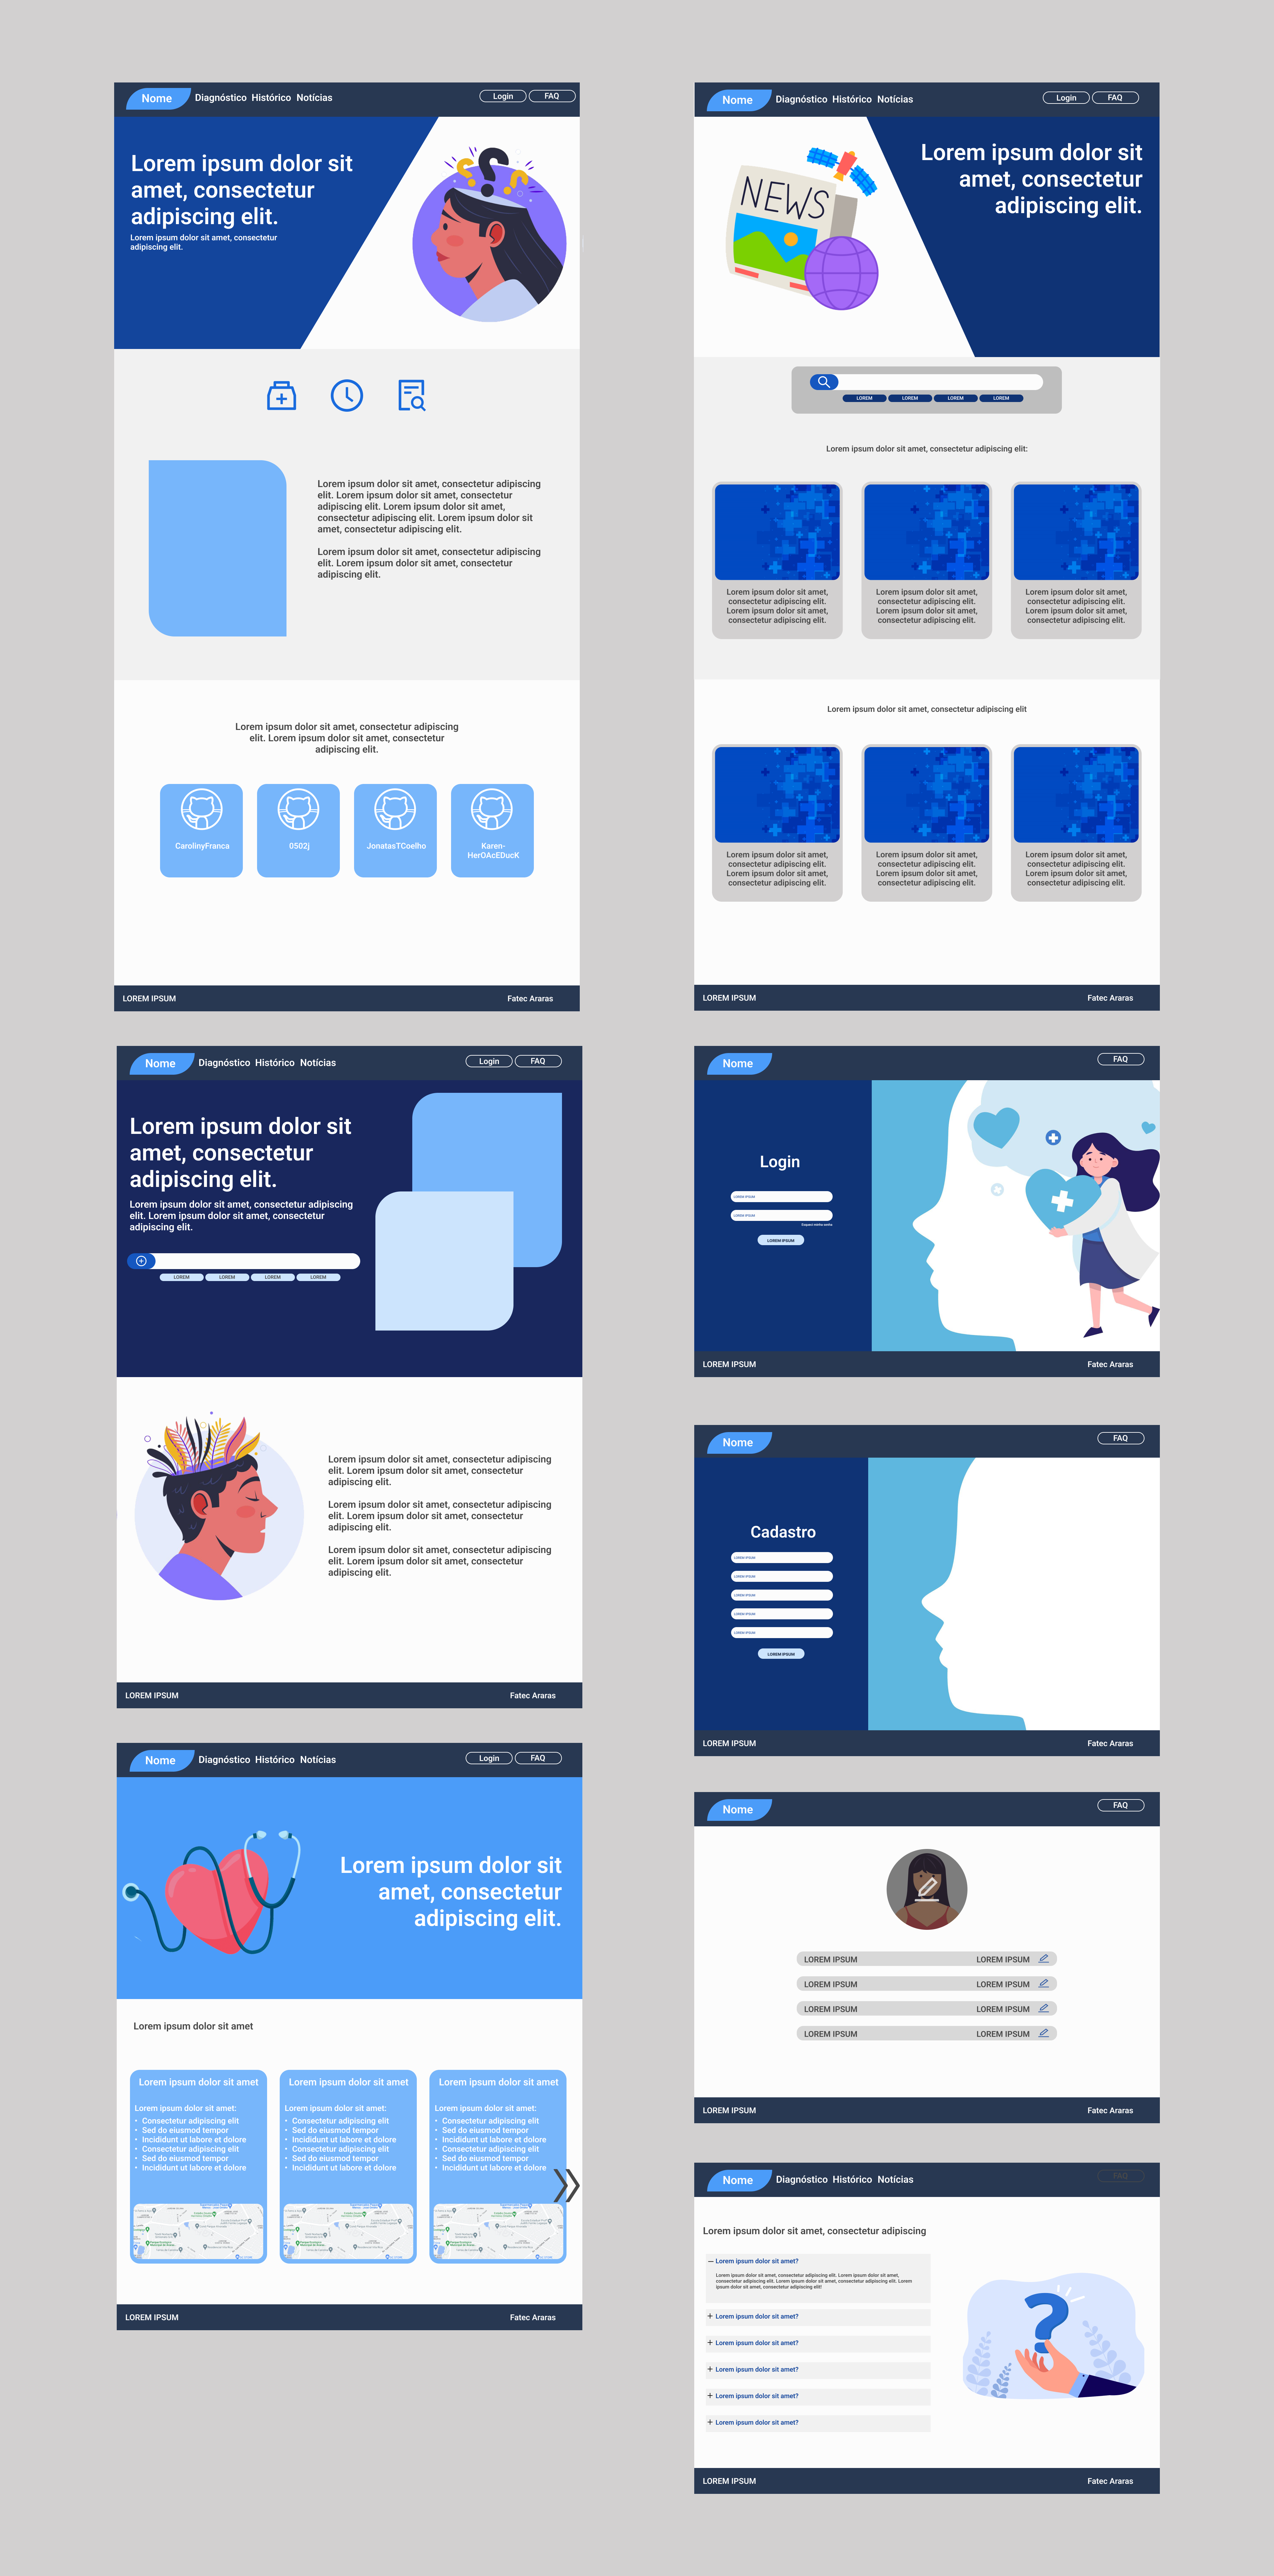 Nome
Diagnóstico Histórico Notícias
Login
FAQ
Lorem ipsum dolor sit
amet, consectetur
adipiscing elit.
Lorem ipsum dolor sit amet, consectetur
adipiscing elit.
Lorem ipsum dolor sit amet, consectetur adipiscing
elit. Lorem ipsum dolor sit amet, consectetur
adipiscing elit. Lorem ipsum dolor sit amet,
consectetur adipiscing elit. Lorem ipsum dolor sit
amet, consectetur adipiscing elit.
Lorem ipsum dolor sit amet, consectetur adipiscing
elit. Lorem ipsum dolor sit amet, consectetur
adipiscing elit.
Lorem ipsum dolor sit amet, consectetur adipiscing
elit. Lorem ipsum dolor sit amet, consectetur
adipiscing elit.
CarolinyFranca
0502j
JonatasTCoelho
Karen-
HerOAcEDucK
LOREM IPSUM
Fatec Araras
Nome
Diagnóstico Histórico Notícias
Login
FAQ
NEWS
Lorem ipsum dolor sit
amet, consectetur
adipiscing elit.
LOREM
LOREM
LOREM
LOREM
Lorem ipsum dolor sit amet, consectetur adipiscing elit:
Lorem ipsum dolor sit amet,
consectetur adipiscing elit.
Lorem ipsum dolor sit amet,
consectetur adipiscing elit.
Lorem ipsum dolor sit amet,
consectetur adipiscing elit.
Lorem ipsum dolor sit amet,
consectetur adipiscing elit.
Lorem ipsum dolor sit amet,
consectetur adipiscing elit.
Lorem ipsum dolor sit amet,
consectetur adipiscing elit.
Lorem ipsum dolor sit amet, consectetur adipiscing elit
Lorem ipsum dolor sit amet,
consectetur adipiscing elit.
Lorem ipsum dolor sit amet,
consectetur adipiscing elit.
Lorem ipsum dolor sit amet,
consectetur adipiscing elit.
Lorem ipsum dolor sit amet,
consectetur adipiscing elit.
Lorem ipsum dolor sit amet,
consectetur adipiscing elit.
Lorem ipsum dolor sit amet,
consectetur adipiscing elit.
LOREM IPSUM
Fatec Araras
Nome
Diagnóstico Histórico Notícias
Login
FAQ
Lorem ipsum dolor sit
amet, consectetur
adipiscing elit.
Lorem ipsum dolor sit amet, consectetur adipiscing
elit. Lorem ipsum dolor sit amet, consectetur
adipiscing elit.
LOREM
LOREM
LOREM
LOREM
Lorem ipsum dolor sit amet, consectetur adipiscing
elit. Lorem ipsum dolor sit amet, consectetur
adipiscing elit.
Lorem ipsum dolor sit amet, consectetur adipiscing
elit. Lorem ipsum dolor sit amet, consectetur
adipiscing elit.
Lorem ipsum dolor sit amet, consectetur adipiscing
elit. Lorem ipsum dolor sit amet, consectetur
adipiscing elit.
LOREM IPSUM
Fatec Araras
Nome
FAQ
Login
LOREM IPSUM
LOREM IPSUM
Esqueci minha senha
LOREM IPSUM
LOREM IPSUM
Fatec Araras
Nome
FAQ
Cadastro
LOREM IPSUM
LOREM IPSUM
LOREM IPSUM
LOREM IPSUM
LOREM IPSUM
LOREM IPSUM
LOREM IPSUM
Fatec Araras
Nome
Diagnóstico Histórico Notícias
Login
FAQ
Lorem ipsum dolor sit
amet, consectetur
adipiscing elit.
Lorem ipsum dolor sit amet
Lorem ipsum dolor sit amet
Lorem ipsum dolor sit amet:
• Consectetur adipiscing elit
• Sed do eiusmod tempor
• Incididunt ut labore et dolore
• Consectetur adipiscing elit
• Sed do eiusmod tempor
• Incididunt ut labore et dolore
Lorem ipsum dolor sit amet
Lorem ipsum dolor sit amet:
• Consectetur adipiscing elit
• Sed do eiusmod tempor
• Incididunt ut labore et dolore
• Consectetur adipiscing elit
• Sed do eiusmod tempor
• Incididunt ut labore et dolore
Lorem ipsum dolor sit amet
Lorem ipsum dolor sit amet:
• Consectetur adipiscing elit
• Sed do eiusmod tempor
• Incididunt ut labore et dolore
• Consectetur adipiscing elit
• Sed do eiusmod tempor
• Incididunt ut labore et dolore
LOREM IPSUM
Fatec Araras
Nome
FAQ
LOREM IPSUM LOREM IPSUM
LOREM IPSUM LOREM IPSUM
LOREM IPSUM LOREM IPSUM
LOREM IPSUM LOREM IPSUM
LOREM IPSUM
Fatec Araras
Nome
Diagnóstico Histórico Notícias
FAQ
Lorem ipsum dolor sit amet, consectetur adipiscing
– Lorem ipsum dolor sit amet?
Lorem ipsum dolor sit amet, consectetur adipiscing elit. Lorem ipsum dolor sit amet,
consectetur adipiscing elit. Lorem ipsum dolor sit amet, consectetur adipiscing elit. Lorem
ipsum dolor sit amet, consectetur adipiscing elit!
+ Lorem ipsum dolor sit amet?
+ Lorem ipsum dolor sit amet?
+ Lorem ipsum dolor sit amet?
+ Lorem ipsum dolor sit amet?
+ Lorem ipsum dolor sit amet?
LOREM IPSUM
Fatec Araras